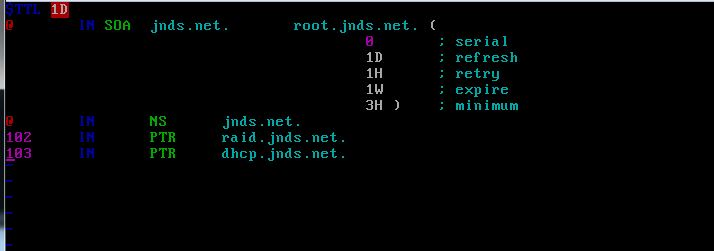 $TTL 1D
@ IN SOA jnds.net. root.jnds.net. (
0 ; serial
1D ; refresh
1H ; retry
1W ; expire
3H ) ; minimum
@ IN NS jnds.net.
102 IN PTR raid.jnds.net.
103 IN PTR dhcp.jnds.net.
~
~
~
~
~